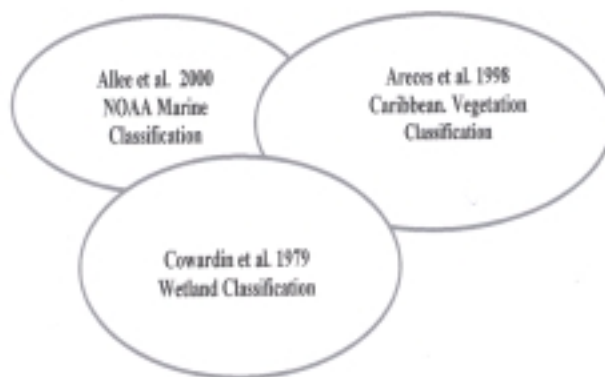 Allee et al. 2000
NOAA Marine
Classification
Areces et al. 1998
Caribbean. Vegetation
Classification
Cowardin et al. 1979
Wetland Classification